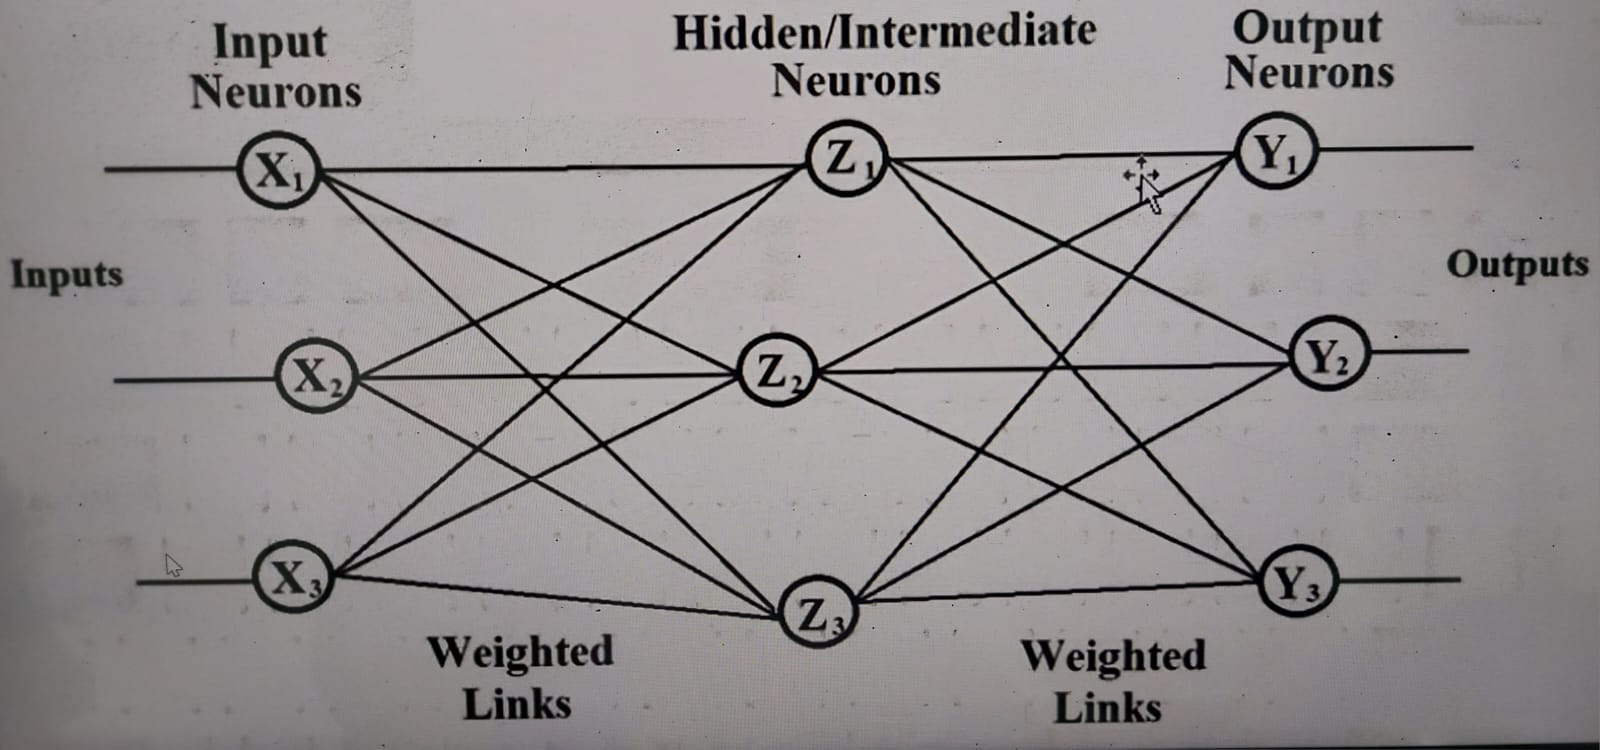 Input
Neurons
Hidden/Intermediate
Neurons
Output
Neurons
X₁
Z₁
Y₁
Inputs
Outputs
X₂
Z₂
Y₂
X₃
Z₃
Y₃
Weighted
Links
Weighted
Links